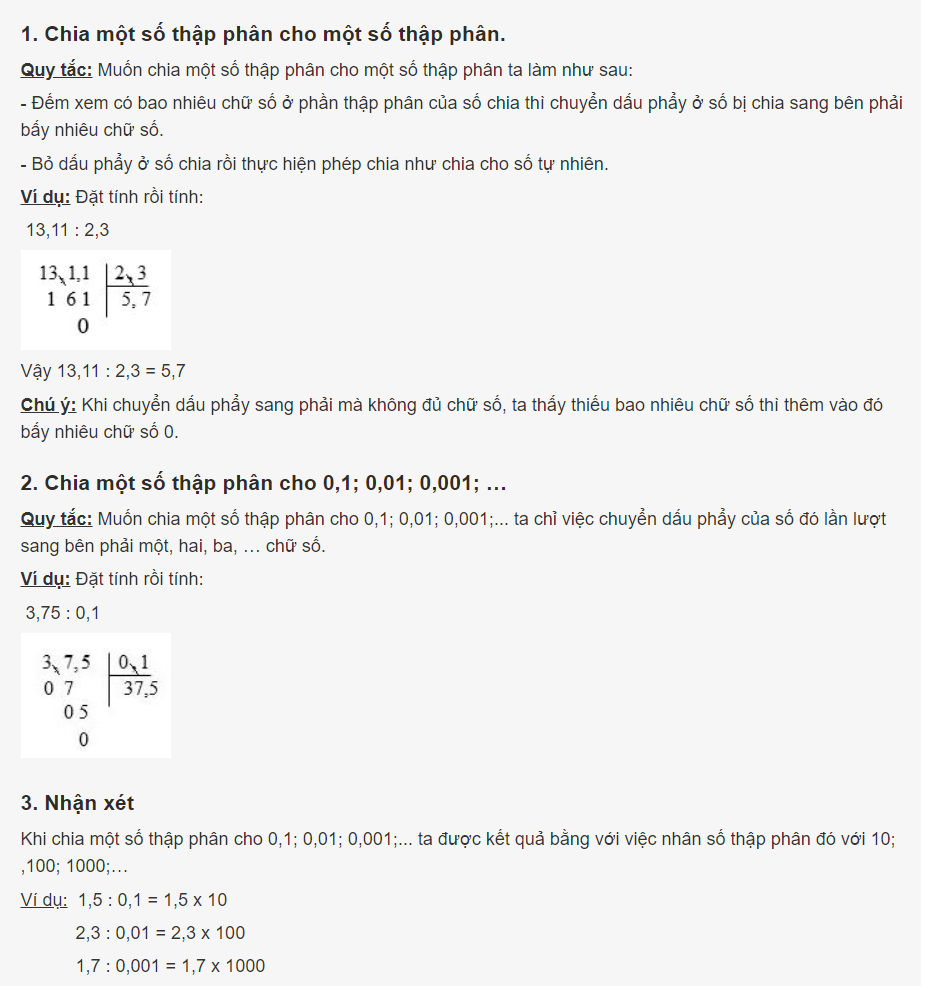 1. Chia một số thập phân cho một số thập phân.
Quy tắc: Muốn chia một số thập phân cho một số thập phân ta làm như sau:
- Đếm xem có bao nhiêu chữ số ở phần thập phân của số chia thì chuyển dấu phẩy ở số bị chia sang bên phải
bấy nhiêu chữ số.
- Bỏ dấu phẩy ở số chia rồi thực hiện phép chia như chia cho số tự nhiên.
Ví dụ: Đặt tính rồi tính:
13,11 : 2,3
13,1,1 2,3
1 6 1 5,7
0
Vậy 13,11 : 2,3 = 5,7
Chú ý: Khi chuyển dấu phẩy sang phải mà không đủ chữ số, ta thấy thiếu bao nhiêu chữ số thì thêm vào đó
bấy nhiêu chữ số 0.
2. Chia một số thập phân cho 0,1; 0,01; 0,001; …
Quy tắc: Muốn chia một số thập phân cho 0,1; 0,01; 0,001;... ta chỉ việc chuyển dấu phẩy của số đó lần lượt
sang bên phải một, hai, ba, … chữ số.
Ví dụ: Đặt tính rồi tính:
3,75 : 0,1
3,7,5 0,1
0 7 37,5
0 5
0
3. Nhận xét
Khi chia một số thập phân cho 0,1; 0,01; 0,001;... ta được kết quả bằng với việc nhân số thập phân đó với 10;
,100; 1000;…
Ví dụ: 1,5 : 0,1 = 1,5 x 10
2,3 : 0,01 = 2,3 x 100
1,7 : 0,001 = 1,7 x 1000